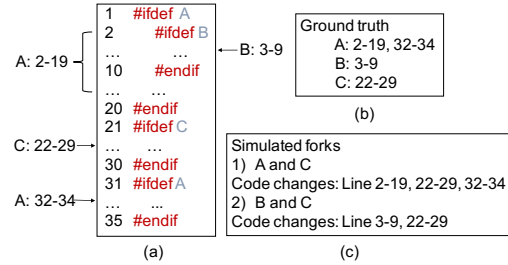 1 #ifdef A
2 #ifdef B
... ...
10 #endif
... ...
20 #endif
21 #ifdef C
... ...
30 #endif
31 #ifdef A
... ...
35 #endif
A: 2-19
B: 3-9
C: 22-29
A: 32-34
(a)
Ground truth
A: 2-19, 32-34
B: 3-9
C: 22-29
(b)
Simulated forks
1) A and C
Code changes: Line 2-19, 22-29, 32-34
2) B and C
Code changes: Line 3-9, 22-29
(c)